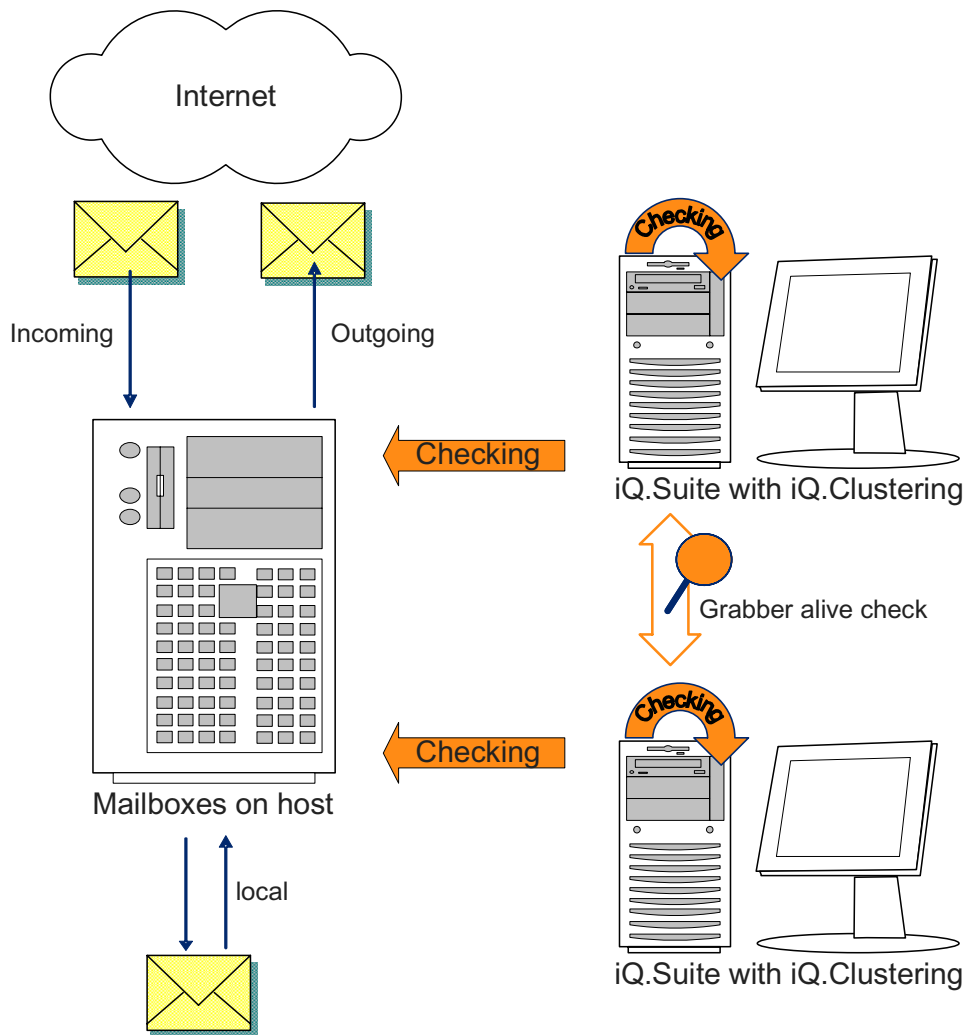 Internet
Checking
Incoming
Outgoing
Checking
iQ.Suite with iQ.Clustering
Grabber alive check
Checking
Checking
Mailboxes on host
local
iQ.Suite with iQ.Clustering